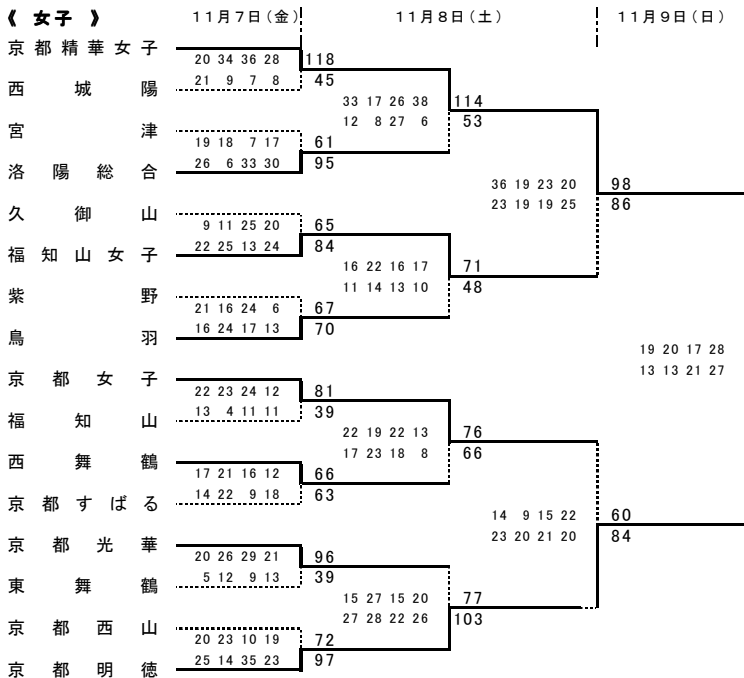 《 女子 》 11月7日(金) 11月8日(土) 11月9日(日)
京都精華女子
20 34 36 28 118
21 9 7 8 45
西城陽
33 17 26 38 114
12 8 27 6 53
宮津
19 18 7 17 61
26 6 33 30 95
洛陽総合
36 19 23 20 98
23 19 19 25 86
久御山
9 11 25 20 65
22 25 13 24 84
福知山女子
16 22 16 17 71
11 14 13 10 48
紫野
21 16 24 6 67
16 24 17 13 70
鳥羽
19 20 17 28
13 13 21 27
京都女子
22 23 24 12 81
13 4 11 11 39
福知山
22 19 22 13 76
17 23 18 8 66
西舞鶴
17 21 16 12 66
14 22 9 18 63
京都すばる
14 9 15 22 60
23 20 21 20 84
京都光華
20 26 29 21 96
5 12 9 13 39
東舞鶴
15 27 15 20 77
27 28 22 26 103
京都西山
20 23 10 19 72
25 14 35 23 97
京都明徳